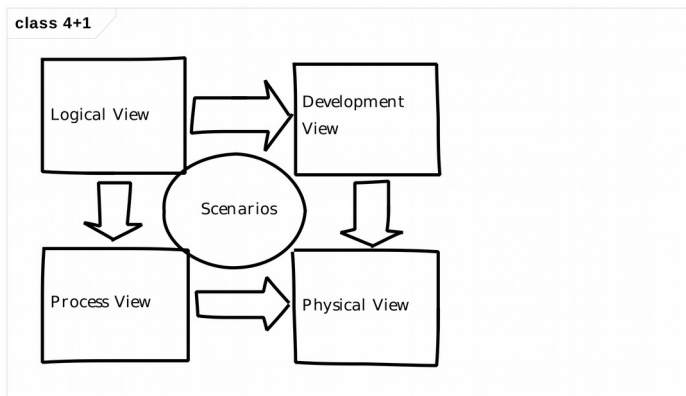 class 4+1
Logical View
Development
View
Scenarios
Process View
Physical View